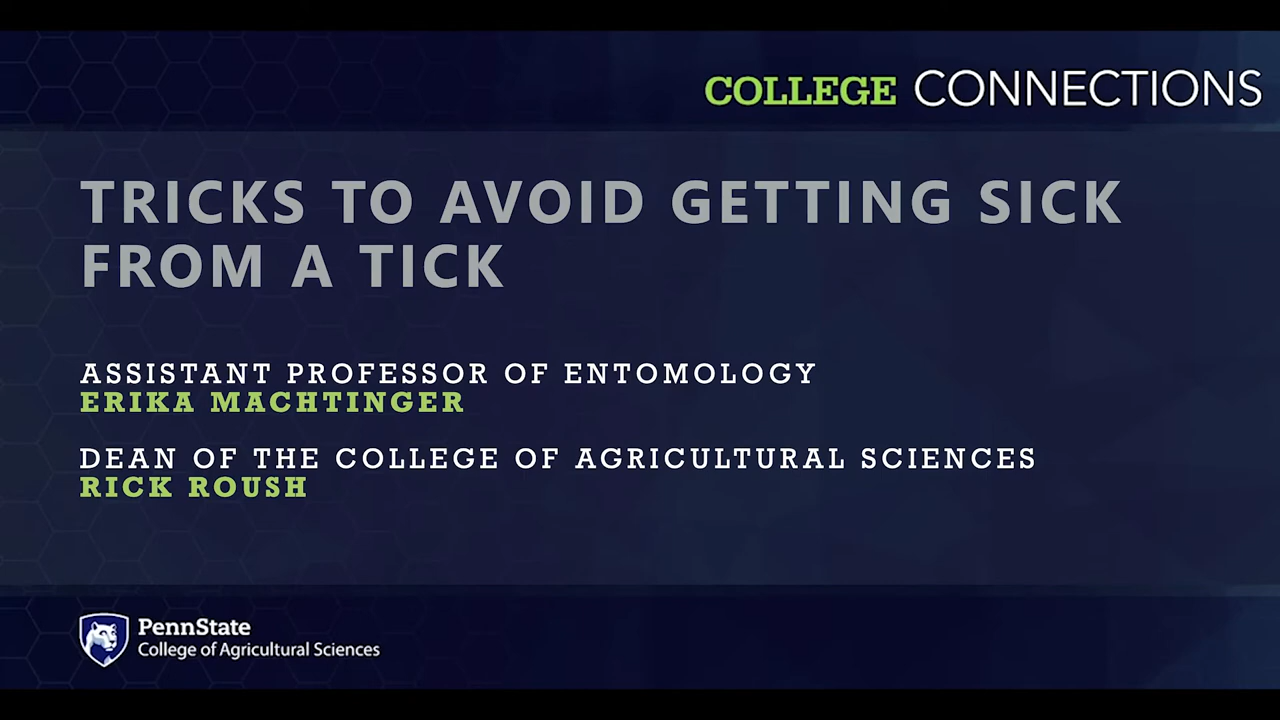 COLLEGE CONNECTIONS
TRICKS TO AVOID GETTING SICK
FROM A TICK
ASSISTANT PROFESSOR OF ENTOMOLOGY
ERIKA MACHTINGER
DEAN OF THE COLLEGE OF AGRICULTURAL SCIENCES
RICK ROUSH
PennState
College of Agricultural Sciences